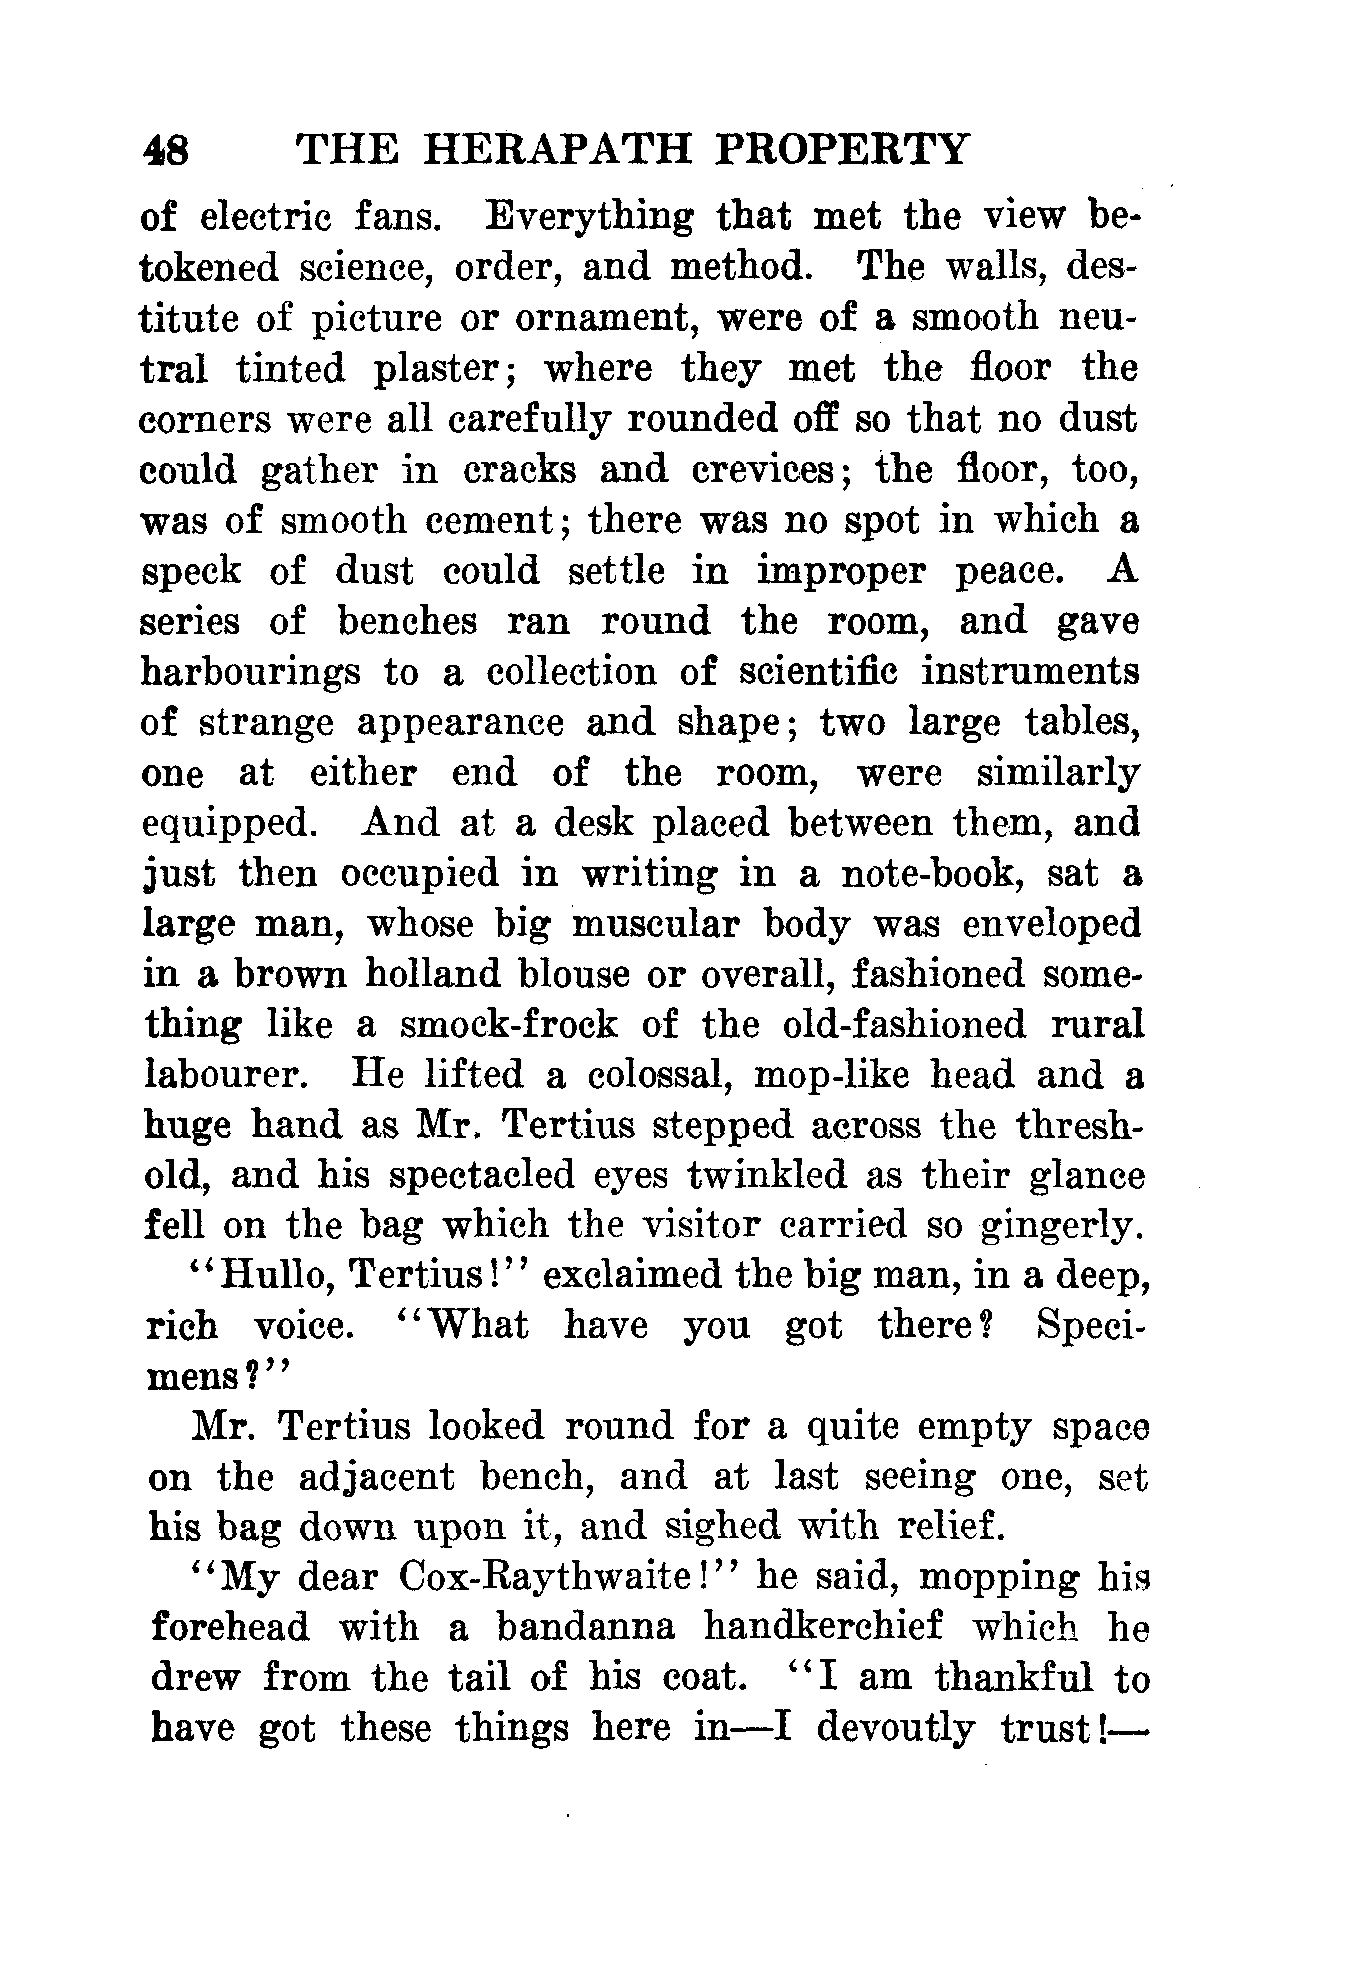 48 THE HERAPATH PROPERTY
of electric fans. Everything that met the view be-
tokened science, order, and method. The walls, des-
titute of picture or ornament, were of a smooth neu-
tral tinted plaster; where they met the floor the
corners were all carefully rounded off so that no dust
could gather in cracks and crevices; the floor, too,
was of smooth cement; there was no spot in which a
speck of dust could settle in improper peace. A
series of benches ran round the room, and gave
harbourings to a collection of scientific instruments
of strange appearance and shape; two large tables,
one at either end of the room, were similarly
equipped. And at a desk placed between them, and
just then occupied in writing in a note-book, sat a
large man, whose big muscular body was enveloped
in a brown holland blouse or overall, fashioned some-
thing like a smock-frock of the old-fashioned rural
labourer. He lifted a colossal, mop-like head and a
huge hand as Mr. Tertius stepped across the thresh-
old, and his spectacled eyes twinkled as their glance
fell on the bag which the visitor carried so gingerly.
"Hullo, Tertius!" exclaimed the big man, in a deep,
rich voice. "What have you got there? Speci-
mens?"
Mr. Tertius looked round for a quite empty space
on the adjacent bench, and at last seeing one, set
his bag down upon it, and sighed with relief.
"My dear Cox-Raythwaite!" he said, mopping his
forehead with a bandanna handkerchief which he
drew from the tail of his coat. "I am thankful to
have got these things here in—I devoutly trust!—